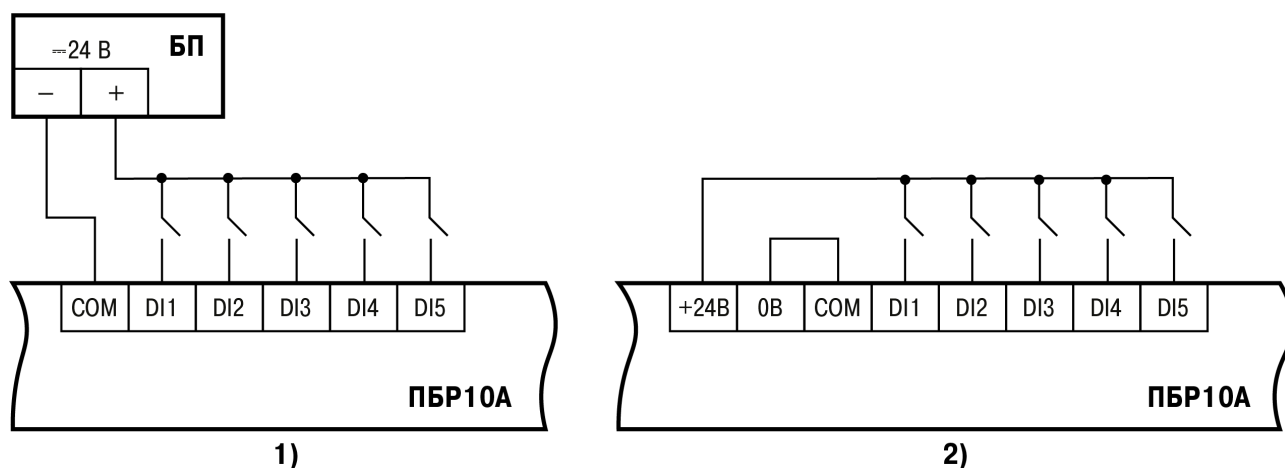 ⎓24 В БП
− +
COM DI1 DI2 DI3 DI4 DI5
ПБР10А
1)
+24В 0В COM DI1 DI2 DI3 DI4 DI5
ПБР10А
2)